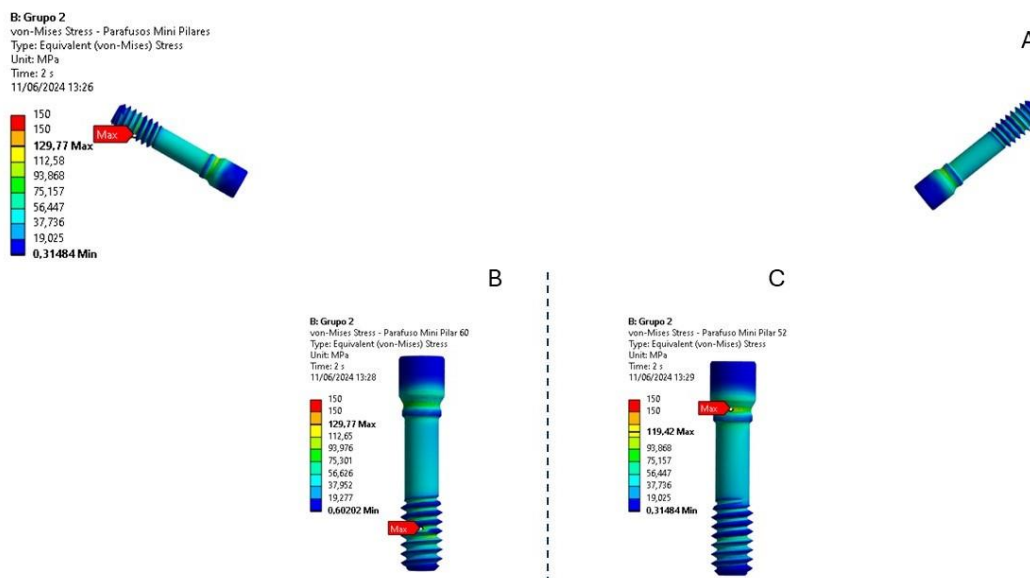 B: Grupo 2
von-Mises Stress - Parafusos Mini Pilares
Type: Equivalent (von-Mises) Stress
Unit: MPa
Time: 2 s
11/06/2024 13:26
150
150
129,77 Max
112,58
93,868
75,157
56,447
37,736
19,025
0,31484 Min
Max
A
B
B: Grupo 2
von-Mises Stress - Parafuso Mini Pilar 60
Type: Equivalent (von-Mises) Stress
Unit: MPa
Time: 2 s
11/06/2024 13:28
150
150
129,77 Max
112,65
93,976
75,301
56,626
37,952
19,277
0,60202 Min
Max
C
B: Grupo 2
von-Mises Stress - Parafuso Mini Pilar 52
Type: Equivalent (von-Mises) Stress
Unit: MPa
Time: 2 s
11/06/2024 13:29
150
150
119,42 Max
93,868
75,157
56,447
37,736
19,025
0,31484 Min
Max